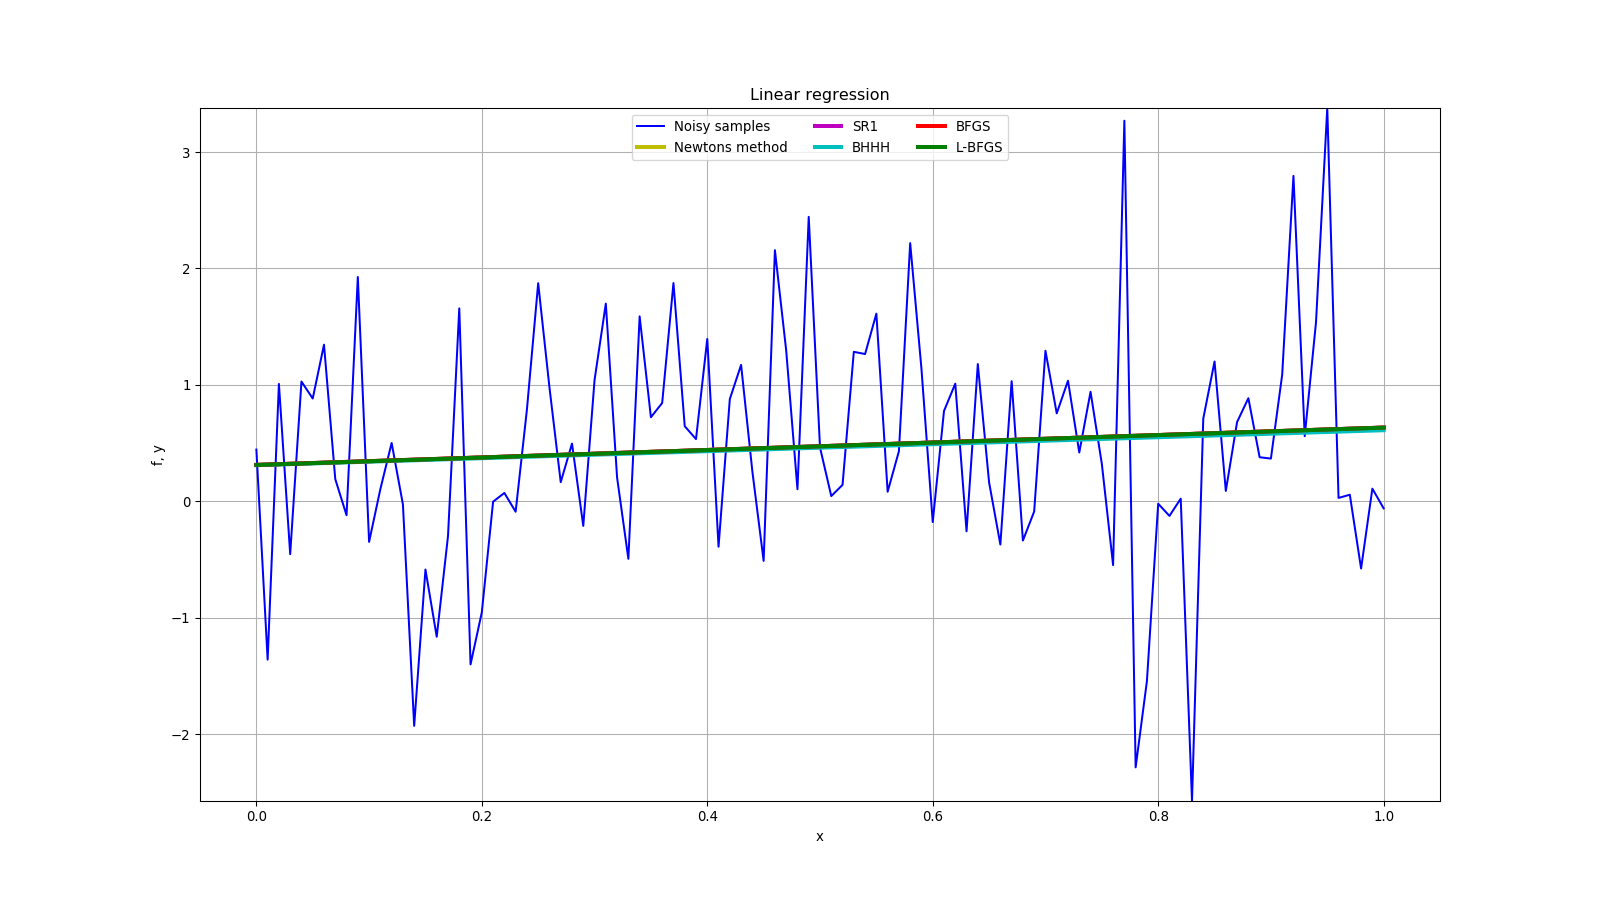 Linear regression
Noisy samples
Newtons method
SR1
BHHH
BFGS
L-BFGS
f, y
3
2
1
0
−1
−2
0.0 0.2 0.4 0.6 0.8 1.0
x